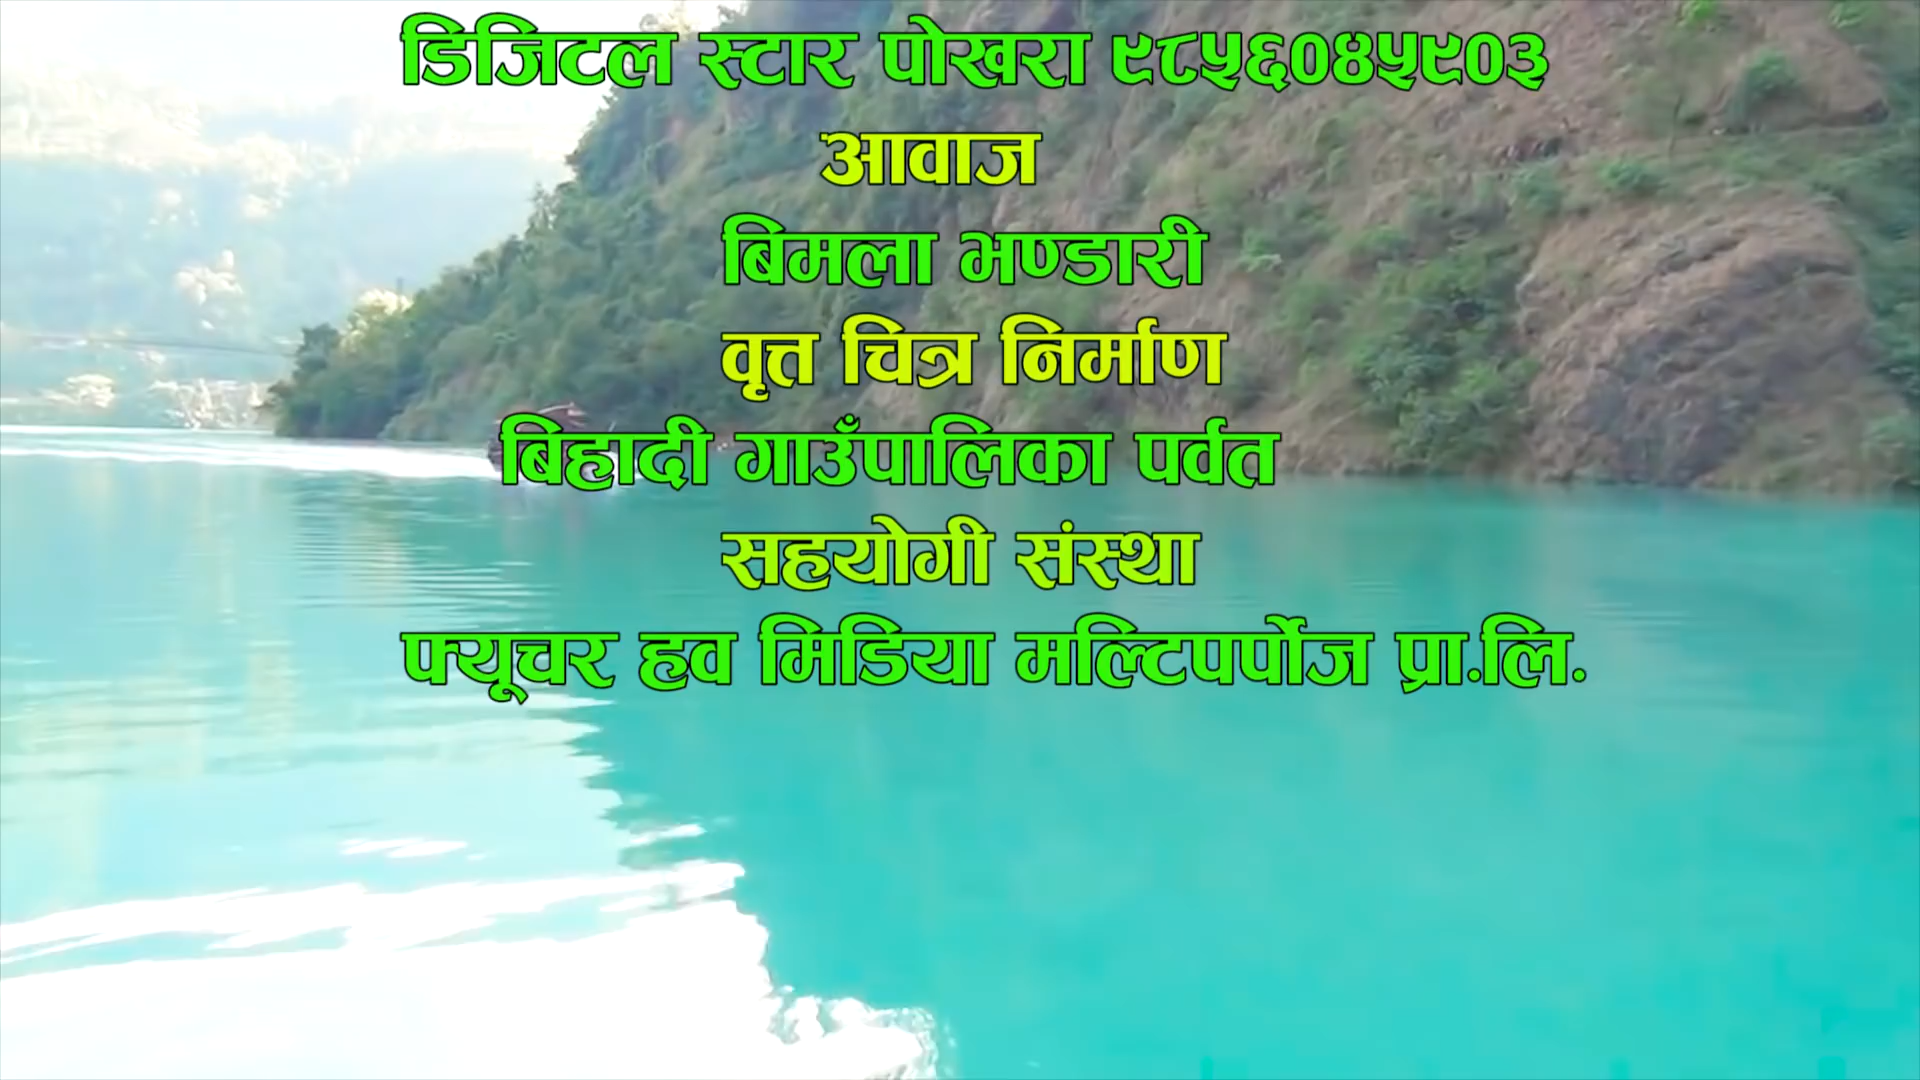 डिजिटल स्टार पोखरा ९८५६०४५९०३
आवाज
बिमला भण्डारी
वृत्त चित्र निर्माण
बिहादी गाउँपालिका पर्वत
सहयोगी संस्था
फ्यूचर हव मिडिया मल्टिपर्पोज प्रा.लि.